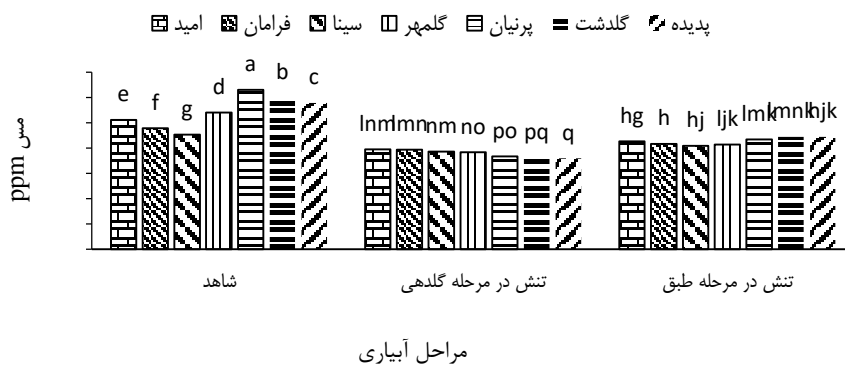 امید فرامان سینا گلمهر پرنیان گلدشت پدیده
مس ppm
e f g d a b c
lnm lmn nm no po pq q
hg h hj ljk lmk lmnk hjk
شاهد تنش در مرحله گلدهی تنش در مرحله طبق
مراحل آبیاری